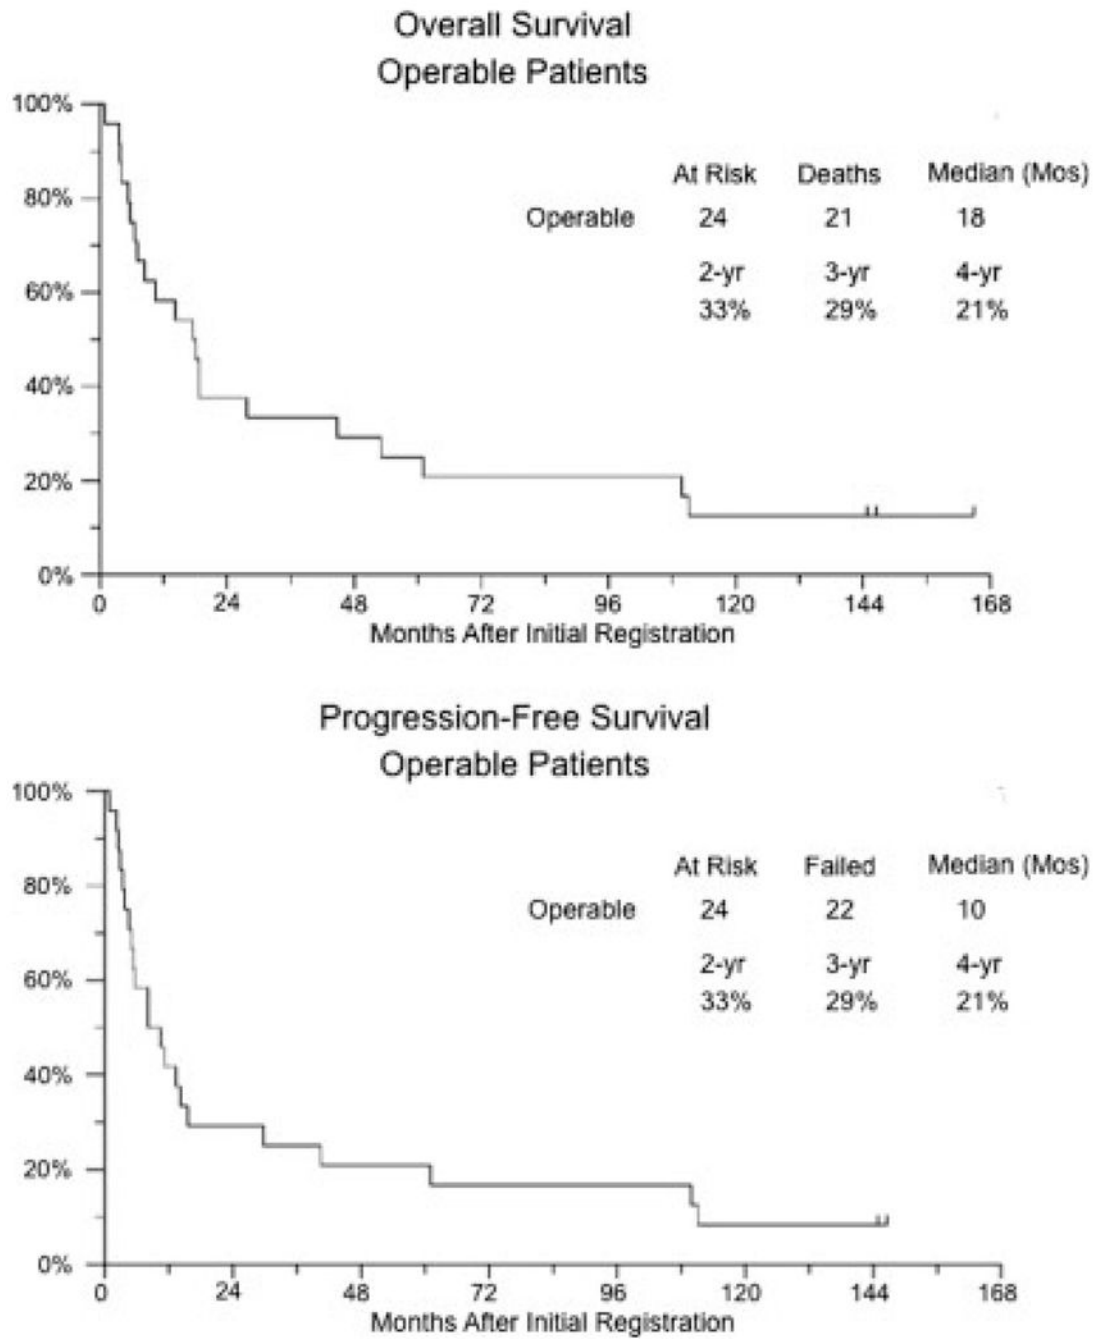 Overall Survival
Operable Patients
100%
80%
60%
40%
20%
0%
At Risk Deaths Median (Mos)
Operable 24 21 18
2-yr 3-yr 4-yr
33% 29% 21%
0 24 48 72 96 120 144 168
Months After Initial Registration
Progression-Free Survival
Operable Patients
100%
80%
60%
40%
20%
0%
At Risk Failed Median (Mos)
Operable 24 22 10
2-yr 3-yr 4-yr
33% 29% 21%
0 24 48 72 96 120 144 168
Months After Initial Registration